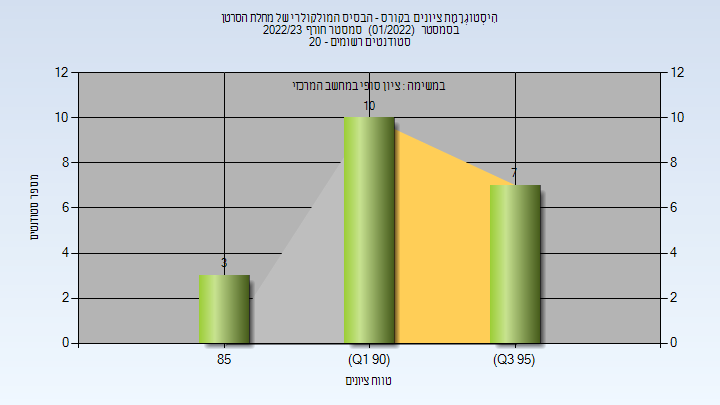 היסטוגרמת ציונים בקורס - הבסיס המולקולרי של מחלת הסרטן
בסמסטר (01/2022) סמסטר חורף 2022/23
סטודנטים רשומים - 20
במשימה : ציון סופי במחשב המרכזי
12 12
10 10
8 8
6 6
4 4
2 2
0 0
3 10 7
מספר סטודנטים
85 (Q1 90) (Q3 95)
טווח ציונים